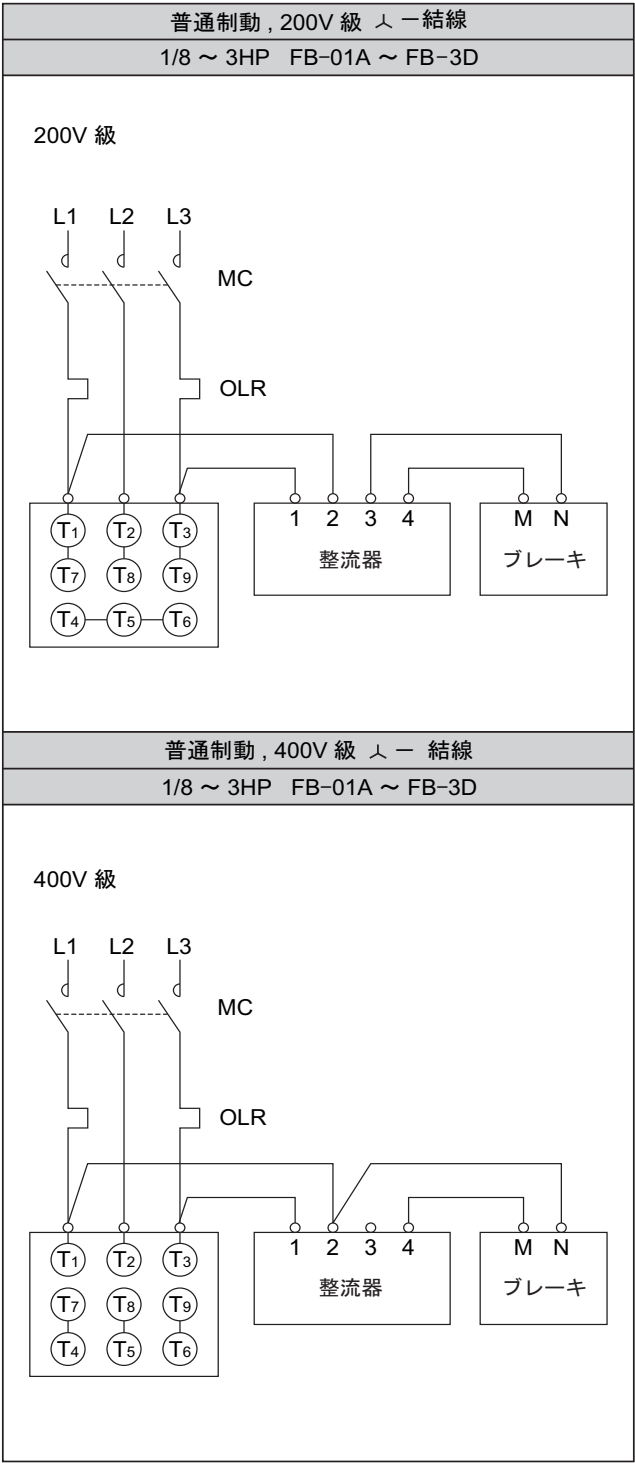 普通制動 , 200V 級 人 ー結線
1/8 ～ 3HP FB-01A ～ FB-3D
200V 級
L1 L2 L3
MC
OLR
1 2 3 4 M N
T1 T2 T3
整流器 ブレーキ
T7 T8 T9
T4 T5 T6
普通制動 , 400V 級 人 ー 結線
1/8 ～ 3HP FB-01A ～ FB-3D
400V 級
L1 L2 L3
MC
OLR
1 2 3 4 M N
T1 T2 T3
整流器 ブレーキ
T7 T8 T9
T4 T5 T6